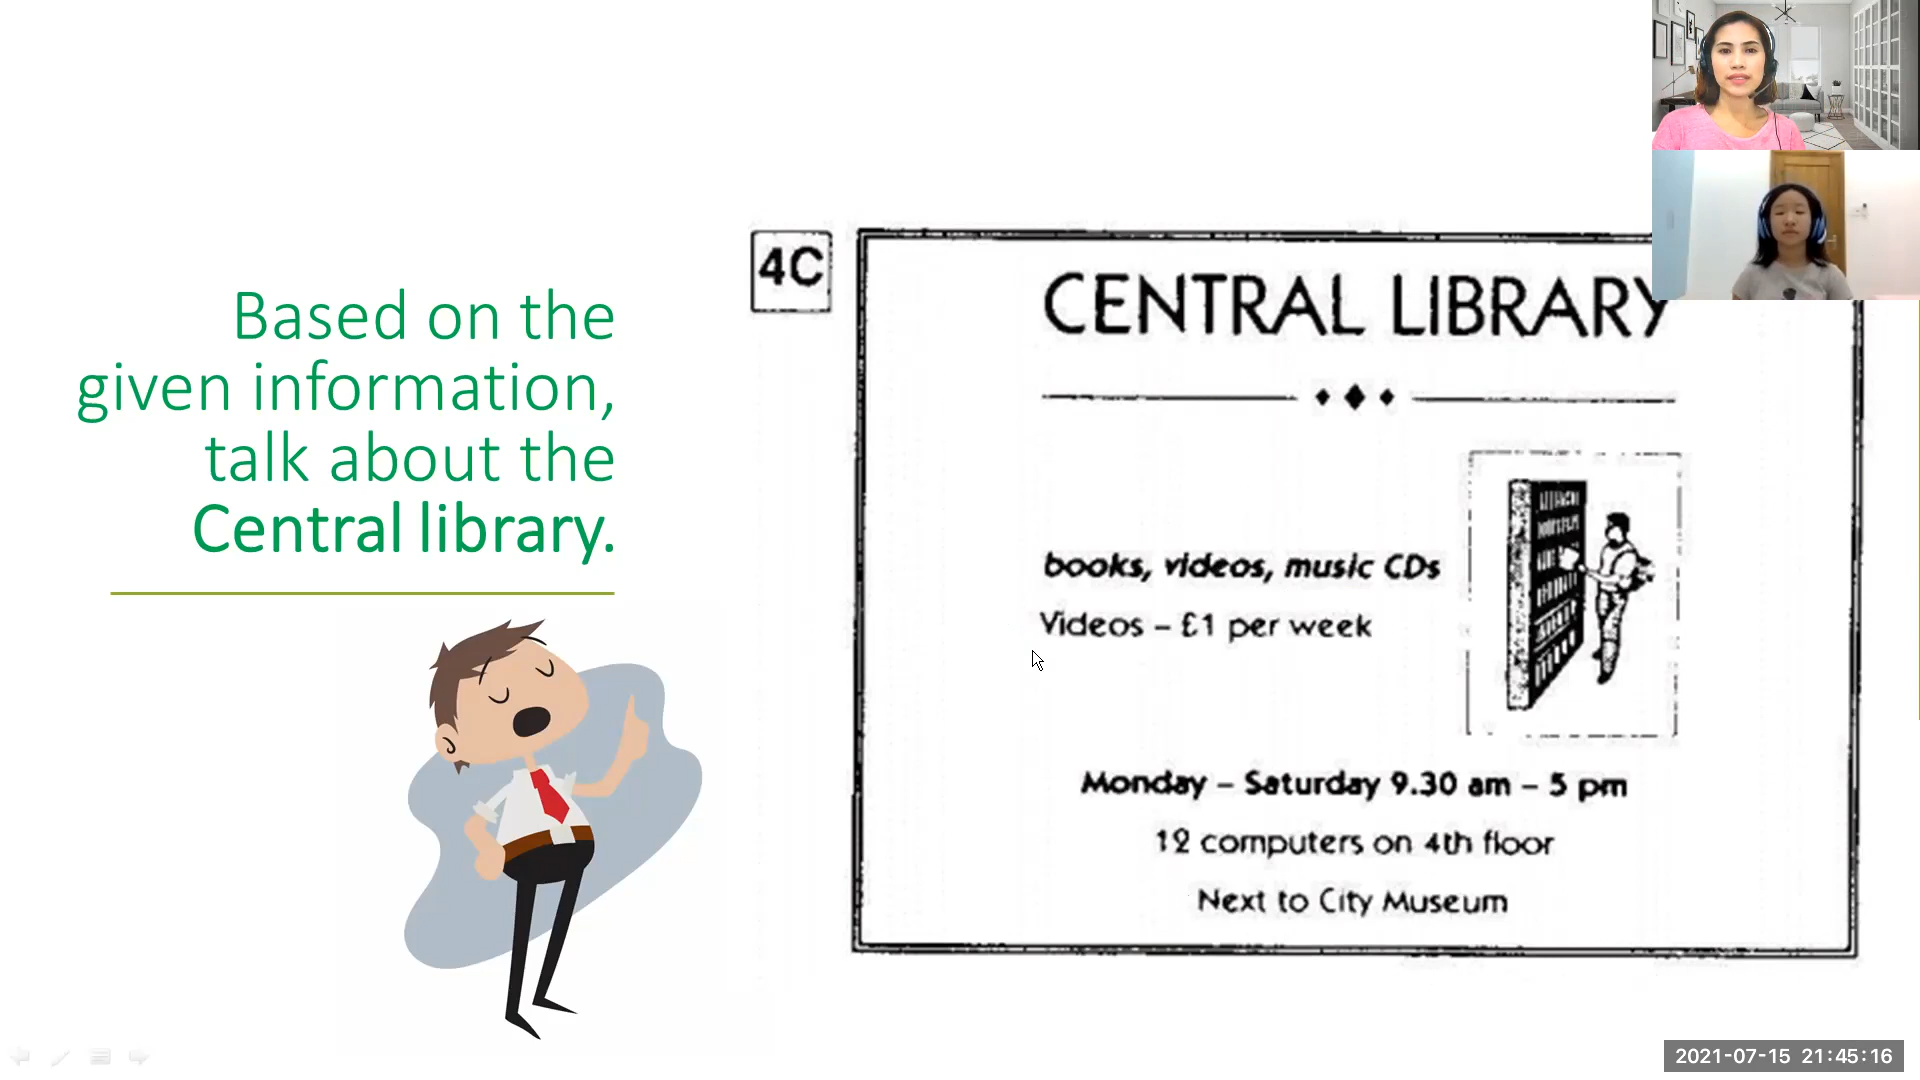 Based on the
given information,
talk about the
Central library.
4C
CENTRAL LIBRARY
books, videos, music CDs
Videos – £1 per week
Monday – Saturday 9.30 am – 5 pm
12 computers on 4th floor
Next to City Museum
2021-07-15 21:45:16